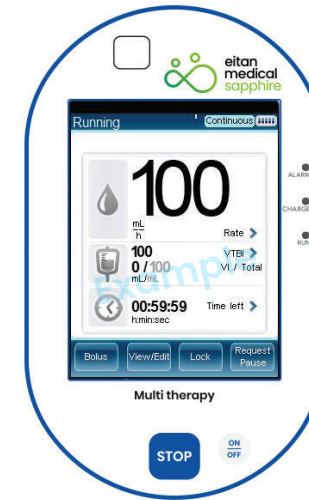 eitan
medical
sapphire
Running
Continuous
100
mL
h
Rate >
100
VTBI >
0 / 100
VI / Total
mL/mL
Example
00:59:59
Time left >
h:min:sec
Bolus
View/Edit
Lock
Request
Pause
ALARM
CHARGE
RUN
Multi therapy
STOP
ON
OFF